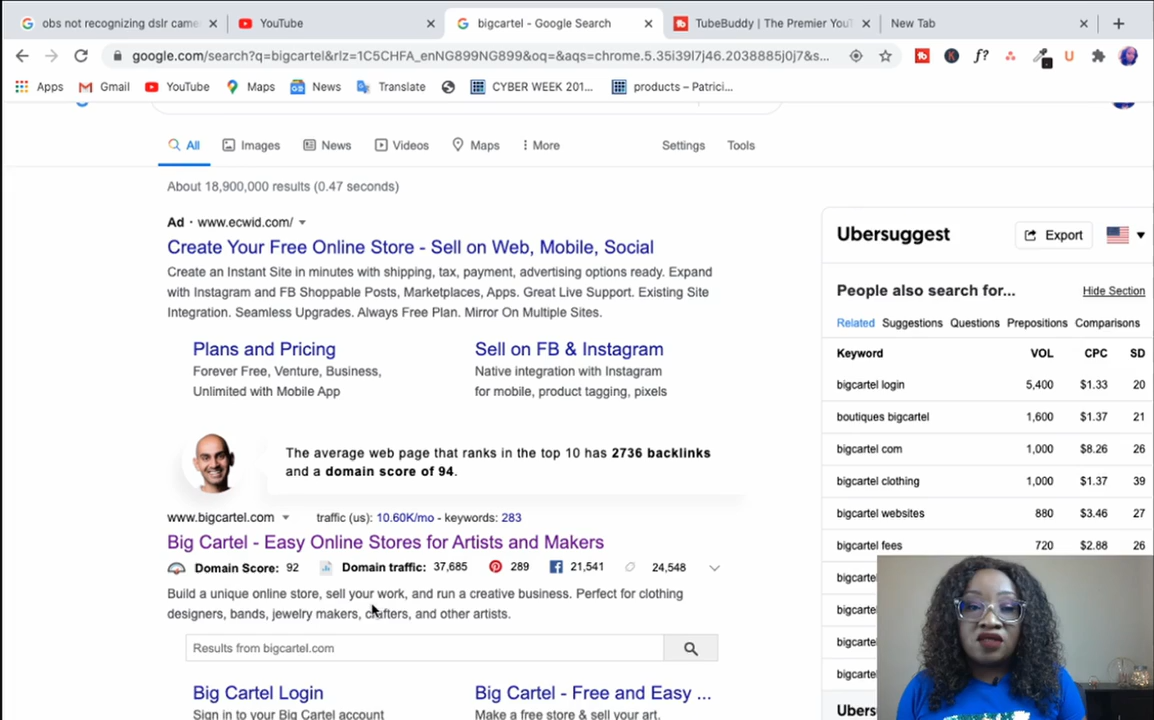 obs not recognizing dslr came
YouTube
bigcartel - Google Search
TubeBuddy | The Premier You
New Tab
google.com/search?q=bigcartel&rlz=1C5CHFA_enNG899NG899&oq=&aqs=chrome.5.35i39l7j46.2038885j0j7&s...
Apps
Gmail
YouTube
Maps
News
Translate
CYBER WEEK 201...
products – Patrici...
All
Images
News
Videos
Maps
More
Settings
Tools
About 18,900,000 results (0.47 seconds)
Ad · www.ecwid.com/
Create Your Free Online Store - Sell on Web, Mobile, Social
Create an Instant Site in minutes with shipping, tax, payment, advertising options ready. Expand
with Instagram and FB Shoppable Posts, Marketplaces, Apps. Great Live Support. Existing Site
Integration. Seamless Upgrades. Always Free Plan. Mirror On Multiple Sites.
Plans and Pricing
Forever Free, Venture, Business,
Unlimited with Mobile App
Sell on FB & Instagram
Native integration with Instagram
for mobile, product tagging, pixels
The average web page that ranks in the top 10 has 2736 backlinks
and a domain score of 94.
www.bigcartel.com traffic (us): 10.60K/mo - keywords: 283
Big Cartel - Easy Online Stores for Artists and Makers
Domain Score: 92 Domain traffic: 37,685 289 21,541 24,548
Build a unique online store, sell your work, and run a creative business. Perfect for clothing
designers, bands, jewelry makers, crafters, and other artists.
Results from bigcartel.com
Big Cartel Login
Sign in to your Big Cartel account
Big Cartel - Free and Easy ...
Make a free store & sell your art.
Ubersuggest
Export
People also search for...
Hide Section
Related Suggestions Questions Prepositions Comparisons
Keyword VOL CPC SD
bigcartel login 5,400 $1.33 20
boutiques bigcartel 1,600 $1.37 21
bigcartel com 1,000 $8.26 26
bigcartel clothing 1,000 $1.37 39
bigcartel websites 880 $3.46 27
bigcartel fees 720 $2.88 26
bigcarte
bigcarte
bigcarte
bigcarte
Ubers